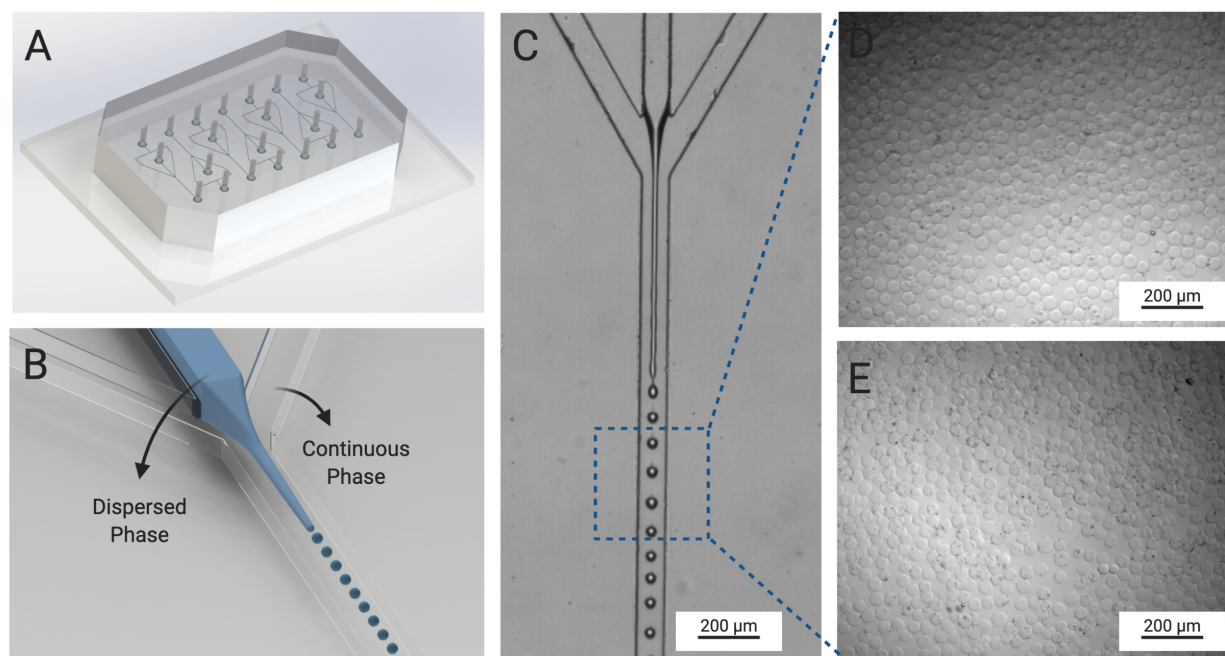 A
B
Dispersed
Phase
Continuous
Phase
C
200 µm
D
200 µm
E
200 µm